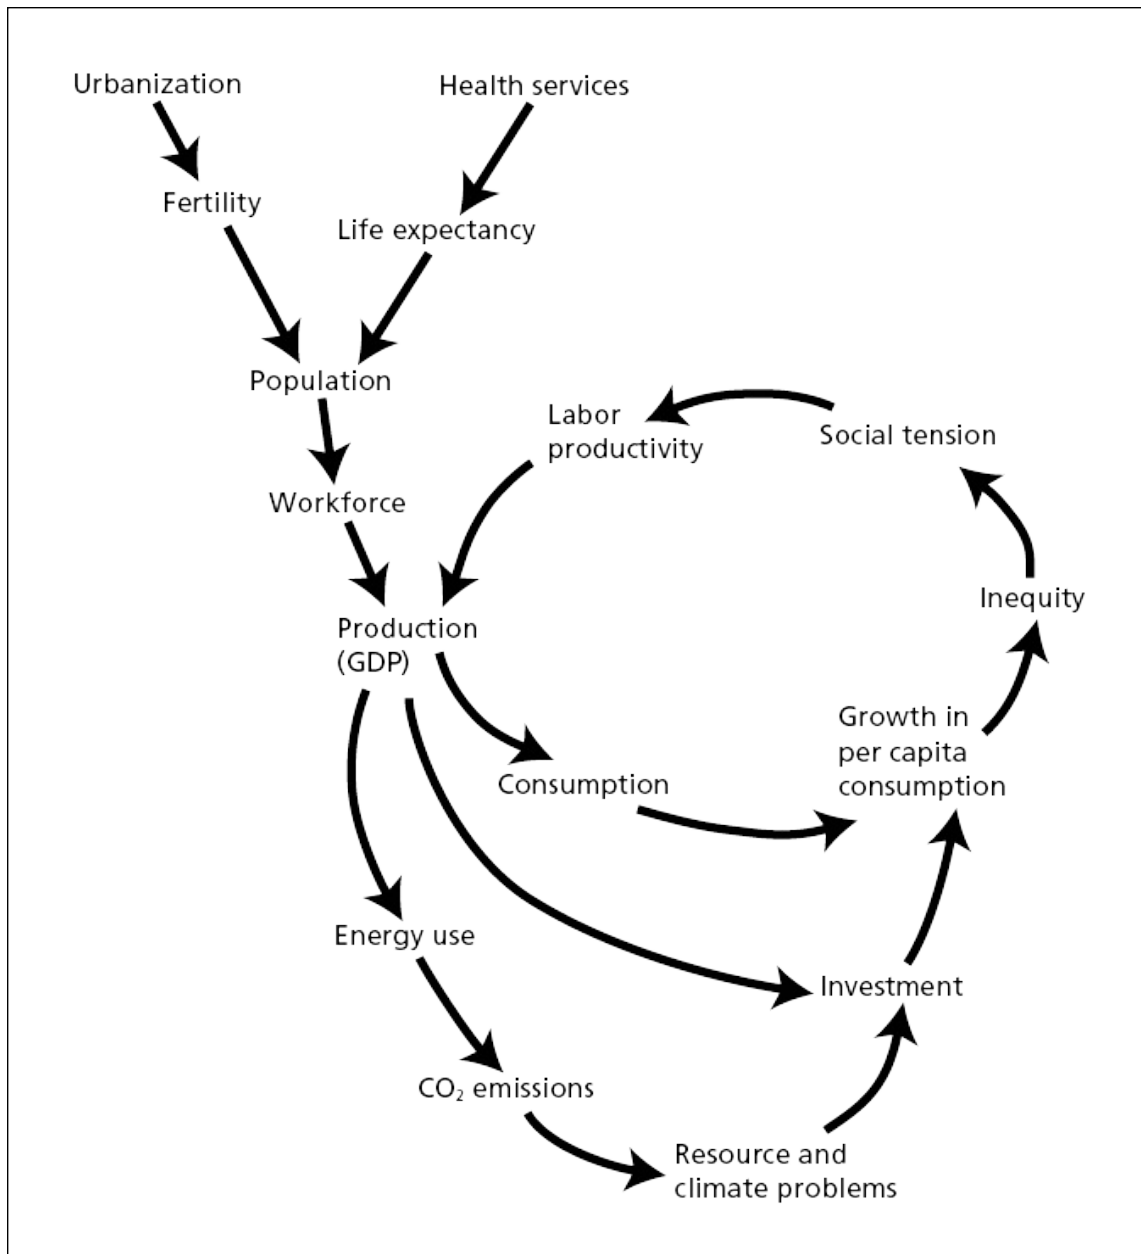 Urbanization
Health services
Fertility
Life expectancy
Population
Labor
productivity
Social tension
Workforce
Inequity
Production
(GDP)
Growth in
per capita
consumption
Consumption
Energy use
Investment
CO₂ emissions
Resource and
climate problems